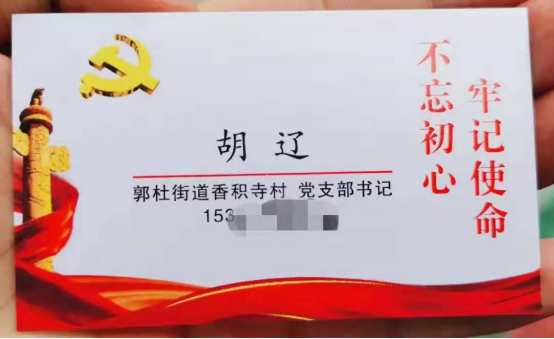 不忘初心
牢记使命
胡辽
郭杜街道香积寺村 党支部书记
153